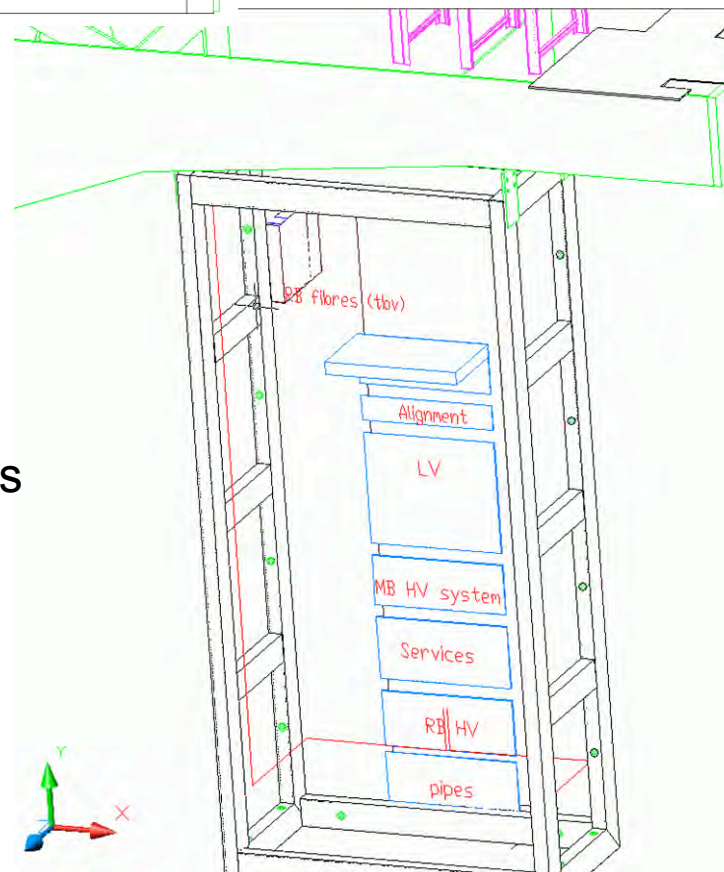 RB fibres (tbv)
Alignment
LV
s
MB HV system
Services
RB HV
pipes
Y
X